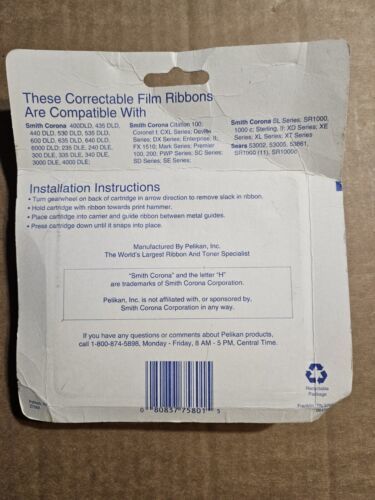 These Correctable Film Ribbons
Are Compatible With
Smith Corona 400DLD, 435 DLD,
440 DLD, 530 DLD, 535 DLD,
600 DLD, 635 DLD, 640 DLD,
8000 DLD; 235 DLE, 240 DLE,
300 DLE, 335 DLE, 340 DLE,
3000 DLE, 4000 DLE;
Smith Corona Citation 100;
Coronet I; CXL Series; Deville
Series; DX Series; Enterprise, II;
FX 1510; Mark Series; Premier
100, 200, PWP Series; SC Series;
SD Series; SE Series;
Smith Corona SL Series; SR1000,
1000 c; Sterling, II; XD Series; XE
Series; XL Series; XT Series
Sears 53002, 53005, 53861,
SR1000 (11), SR1000c
Installation Instructions
• Turn gearwheel on back of cartridge in arrow direction to remove slack in ribbon.
• Hold cartridge with ribbon towards print hammer.
• Place cartridge into carrier and guide ribbon between metal guides.
• Press cartridge down until it snaps into place.
Manufactured By Pelikan, Inc.
The World's Largest Ribbon And Toner Specialist
"Smith Corona" and the letter "H"
are trademarks of Smith Corona Corporation.
Pelikan, Inc. is not affiliated with, or sponsored by,
Smith Corona Corporation in any way.
If you have any questions or comments about Pelikan products,
call 1-800-874-5898, Monday - Friday, 8 AM - 5 PM, Central Time.
Recyclable
Package
0 80837 75801 5